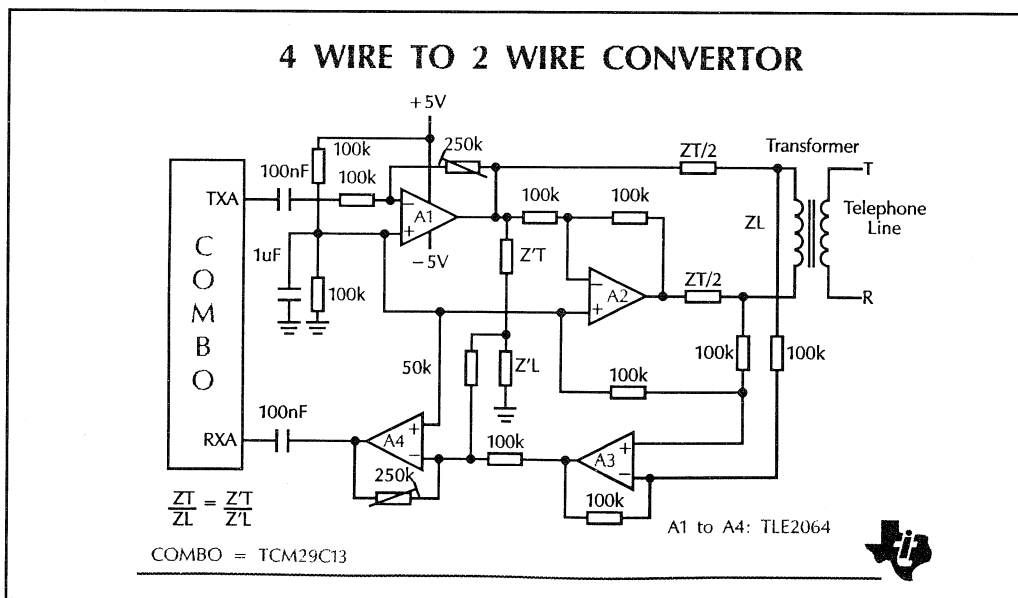 4 WIRE TO 2 WIRE CONVERTOR
+5V
100k
250k
ZT/2
Transformer
100nF
100k
T
TXA
−
A1
+
100k
100k
ZL
Telephone
Line
COMBO
1uF
−5V
Z'T
−
A2
+
ZT/2
R
100k
50k
Z'L
100k
100k
100k
100nF
RXA
+
A4
−
100k
+
A3
−
250k
100k
ZT = Z'T
ZL Z'L
A1 to A4: TLE2064
COMBO = TCM29C13
ti